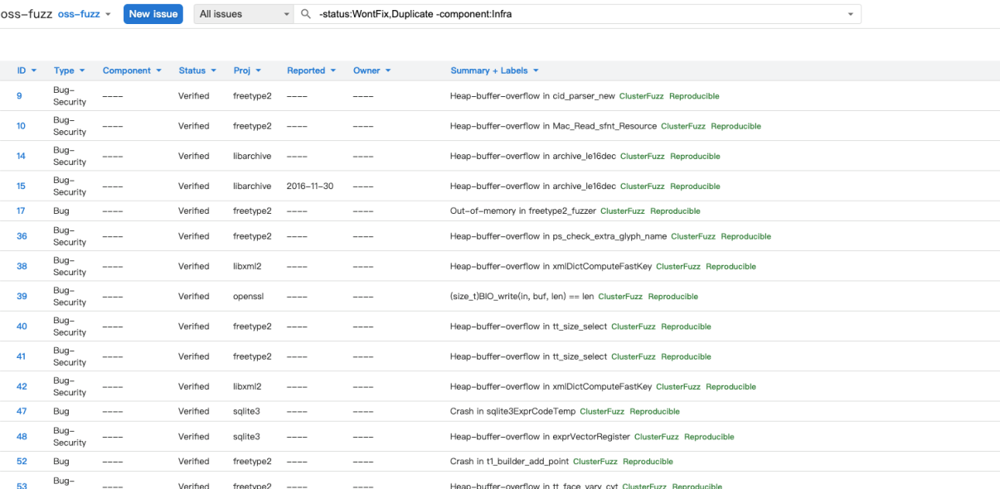 oss-fuzz oss-fuzz New issue All issues -status:WontFix,Duplicate -component:Infra
ID Type Component Status Proj Reported Owner Summary + Labels
9 Bug-Security ---- Verified freetype2 ---- ---- Heap-buffer-overflow in cid_parser_new ClusterFuzz Reproducible
10 Bug-Security ---- Verified freetype2 ---- ---- Heap-buffer-overflow in Mac_Read_sfnt_Resource ClusterFuzz Reproducible
14 Bug-Security ---- Verified libarchive ---- ---- Heap-buffer-overflow in archive_le16dec ClusterFuzz Reproducible
15 Bug-Security ---- Verified libarchive 2016-11-30 ---- Heap-buffer-overflow in archive_le16dec ClusterFuzz Reproducible
17 Bug ---- Verified freetype2 ---- ---- Out-of-memory in freetype2_fuzzer ClusterFuzz Reproducible
36 Bug-Security ---- Verified freetype2 ---- ---- Heap-buffer-overflow in ps_check_extra_glyph_name ClusterFuzz Reproducible
38 Bug-Security ---- Verified libxml2 ---- ---- Heap-buffer-overflow in xmlDictComputeFastKey ClusterFuzz Reproducible
39 Bug-Security ---- Verified openssl ---- ---- (size_t)BIO_write(in, buf, len) == len ClusterFuzz Reproducible
40 Bug-Security ---- Verified freetype2 ---- ---- Heap-buffer-overflow in tt_size_select ClusterFuzz Reproducible
41 Bug-Security ---- Verified freetype2 ---- ---- Heap-buffer-overflow in tt_size_select ClusterFuzz Reproducible
42 Bug-Security ---- Verified libxml2 ---- ---- Heap-buffer-overflow in xmlDictComputeFastKey ClusterFuzz Reproducible
47 Bug ---- Verified sqlite3 ---- ---- Crash in sqlite3ExprCodeTemp ClusterFuzz Reproducible
48 Bug-Security ---- Verified sqlite3 ---- ---- Heap-buffer-overflow in exprVectorRegister ClusterFuzz Reproducible
52 Bug ---- Verified freetype2 ---- ---- Crash in t1_builder_add_point ClusterFuzz Reproducible
53 Bug- Verified freetype2 ---- ---- Heap-buffer-overflow in tt_face_vary_cvt ClusterFuzz Reproducible